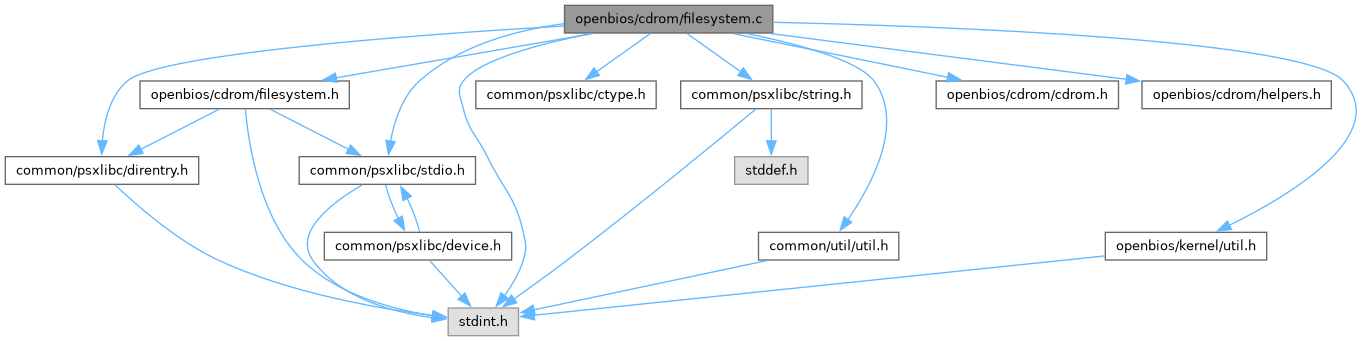 openbios/cdrom/filesystem.c
openbios/cdrom/filesystem.h
common/psxlibc/ctype.h
common/psxlibc/string.h
openbios/cdrom/cdrom.h
openbios/cdrom/helpers.h
common/psxlibc/direntry.h
common/psxlibc/stdio.h
stddef.h
common/psxlibc/device.h
common/util/util.h
openbios/kernel/util.h
stdint.h